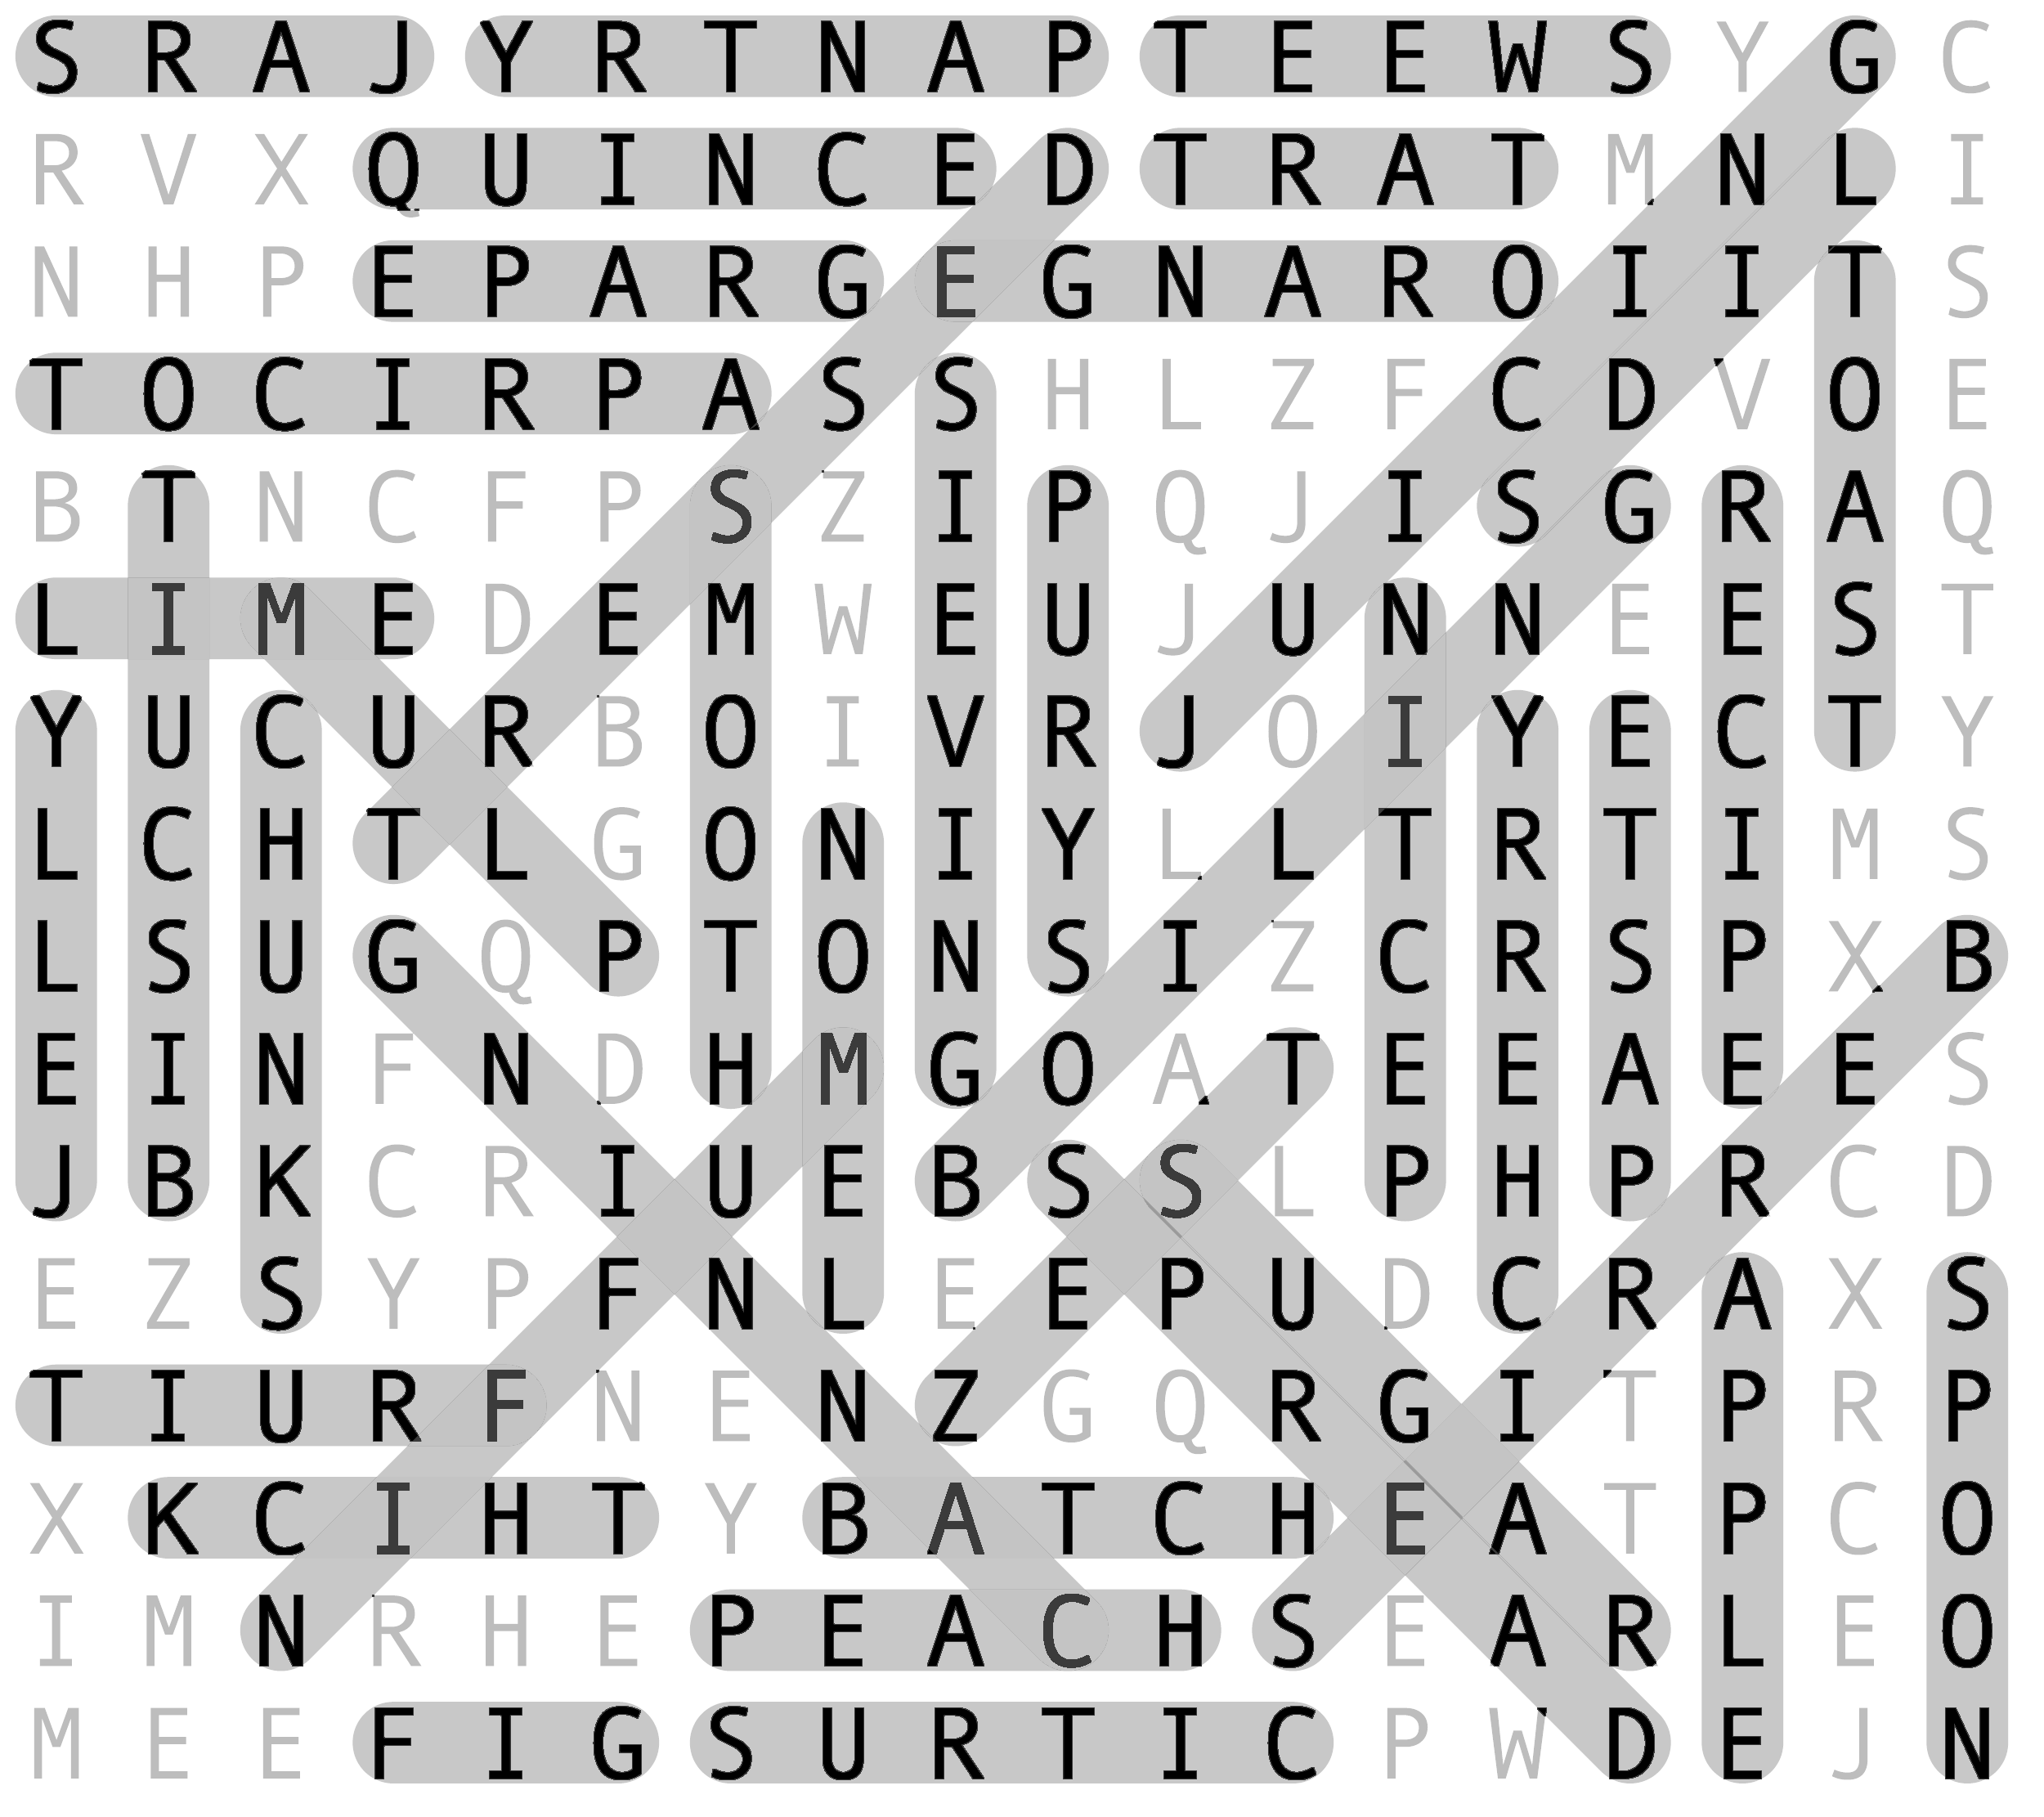 S R A J Y R T N A P T E E W S Y G C
R V X Q U I N C E D T R A T M N L I
N H P E P A R G E G N A R O I I T S
T O C I R P A S S H L Z F C D V O E
B T N C F P S Z I P Q J I S G R A Q
L I M E D E M W E U J U N N E E S T
Y U C U R B O I V R J O I Y E C T Y
L C H T L G O N I Y L L T R T I M S
L S U G Q P T O N S I Z C R S P X B
E I N F N D H M G O A T E E A E E S
J B K C R I U E B S S L P H P R C D
E Z S Y P F N L E E P U D C R A X S
T I U R F N E N Z G Q R G I T P R P
X K C I H T Y B A T C H E A T P C O
I M N R H E P E A C H S E A R L E O
M E E F I G S U R T I C P W D E J N